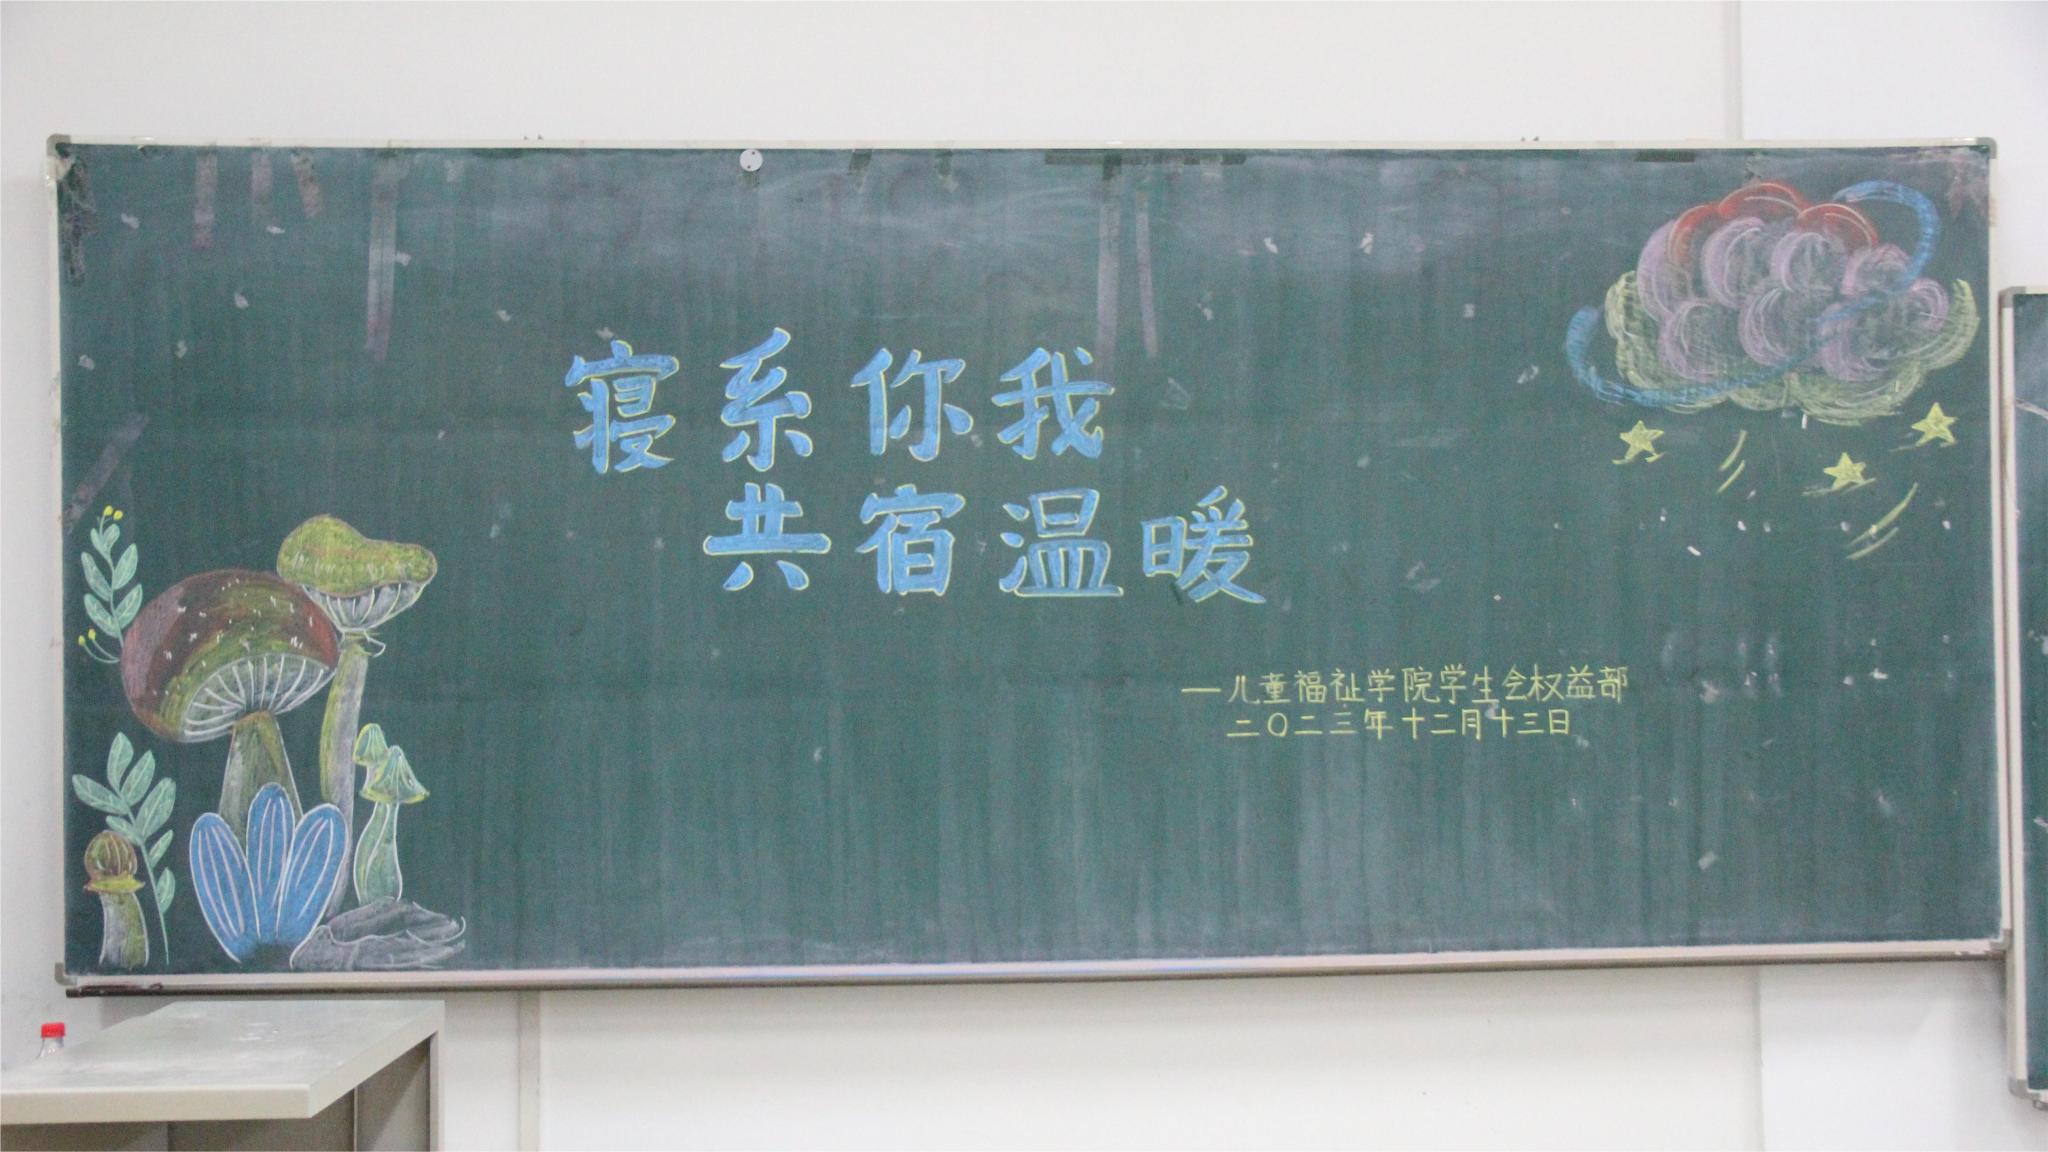 寝系你我
共宿温暖
—儿童福祉学院学生会权益部
二〇二三年十二月十三日